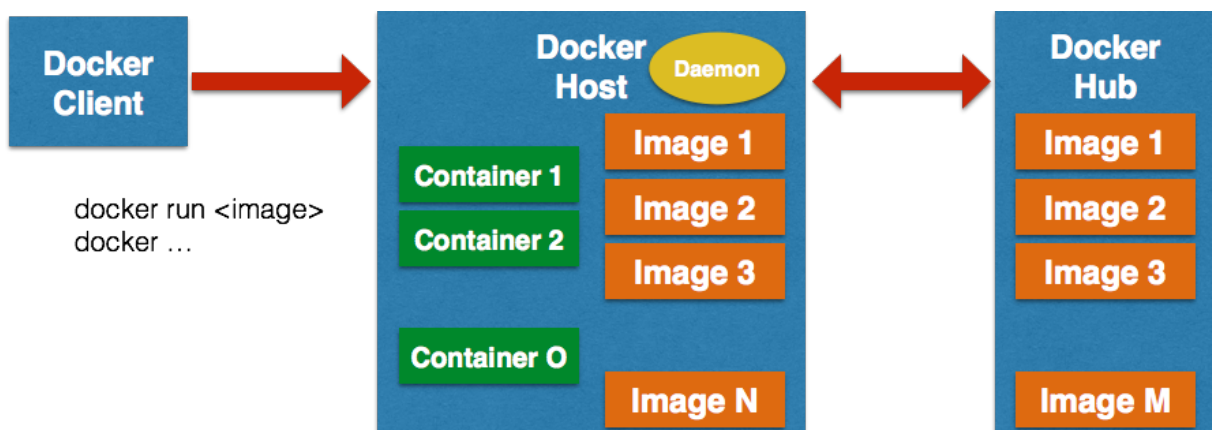 Docker
Client
docker run <image>
docker …
Docker
Host
Daemon
Container 1
Container 2
Container O
Image 1
Image 2
Image 3
Image N
Docker
Hub
Image 1
Image 2
Image 3
Image M